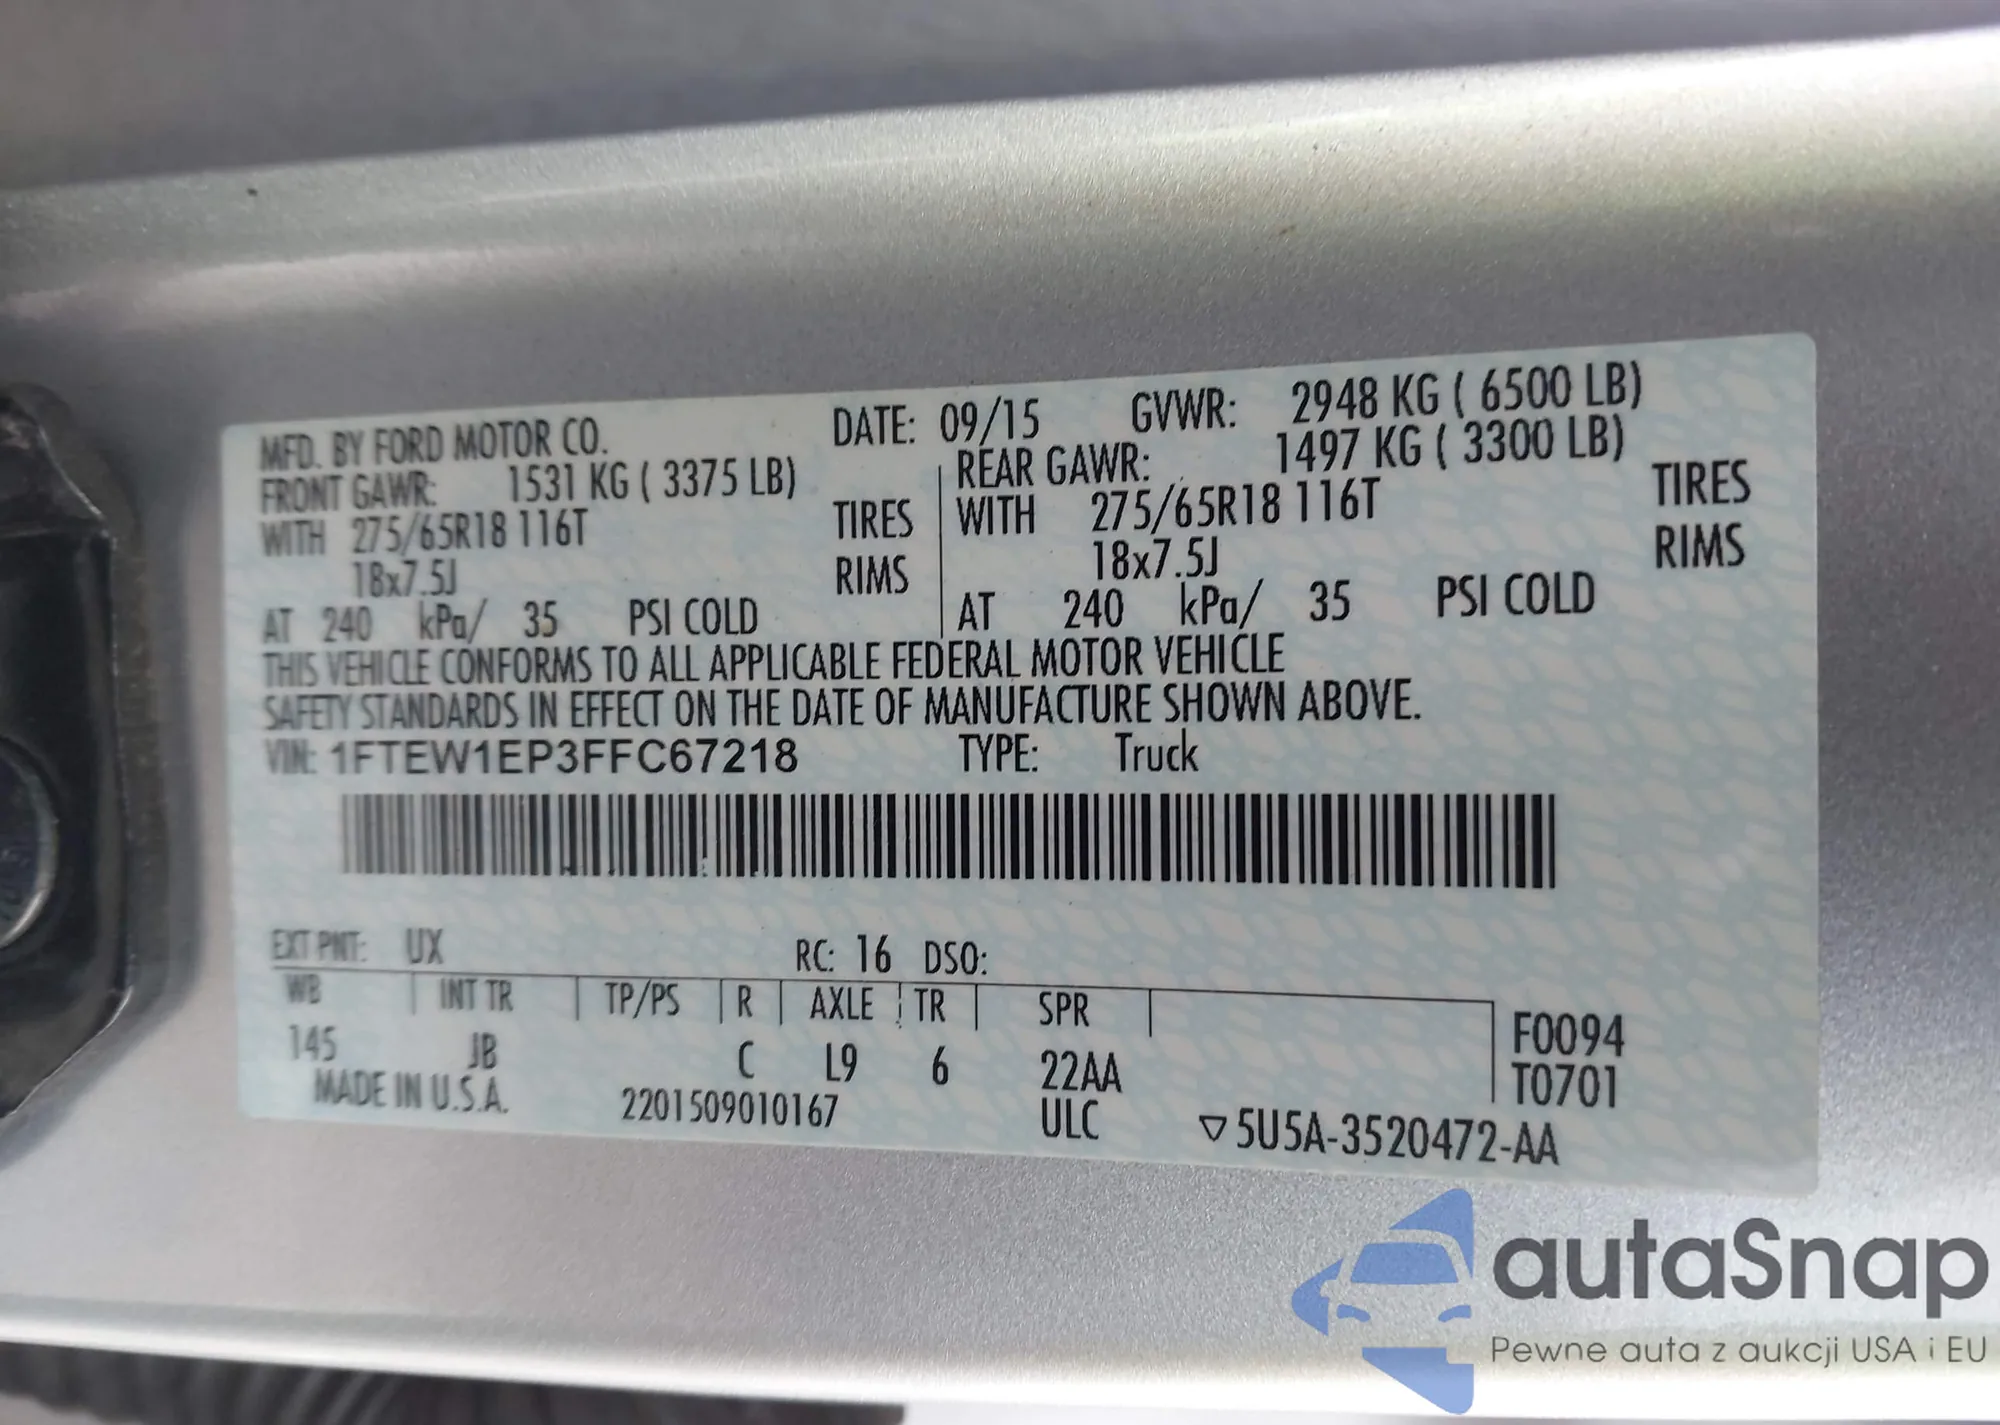 MFD. BY FORD MOTOR CO. DATE: 09/15 GVWR: 2948 KG ( 6500 LB)
FRONT GAWR: 1531 KG ( 3375 LB) REAR GAWR: 1497 KG ( 3300 LB)
WITH 275/65R18 116T TIRES WITH 275/65R18 116T TIRES
18x7.5J RIMS 18x7.5J RIMS
AT 240 kPa/ 35 PSI COLD AT 240 kPa/ 35 PSI COLD
THIS VEHICLE CONFORMS TO ALL APPLICABLE FEDERAL MOTOR VEHICLE
SAFETY STANDARDS IN EFFECT ON THE DATE OF MANUFACTURE SHOWN ABOVE.
VIN: 1FTEW1EP3FFC67218 TYPE: Truck
EXT PNT: UX RC: 16 DSO:
WB INT TR TP/PS R AXLE TR SPR F0094
145 JB C L9 6 22AA T0701
MADE IN U.S.A. 2201509010167 ULC ▽5U5A-3520472-AA
autaSnap
Pewne auta z aukcji USA i EU